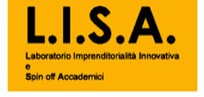 L.I.S.A.
Laboratorio Imprenditorialità Innovativa
e
Spin off Accademici